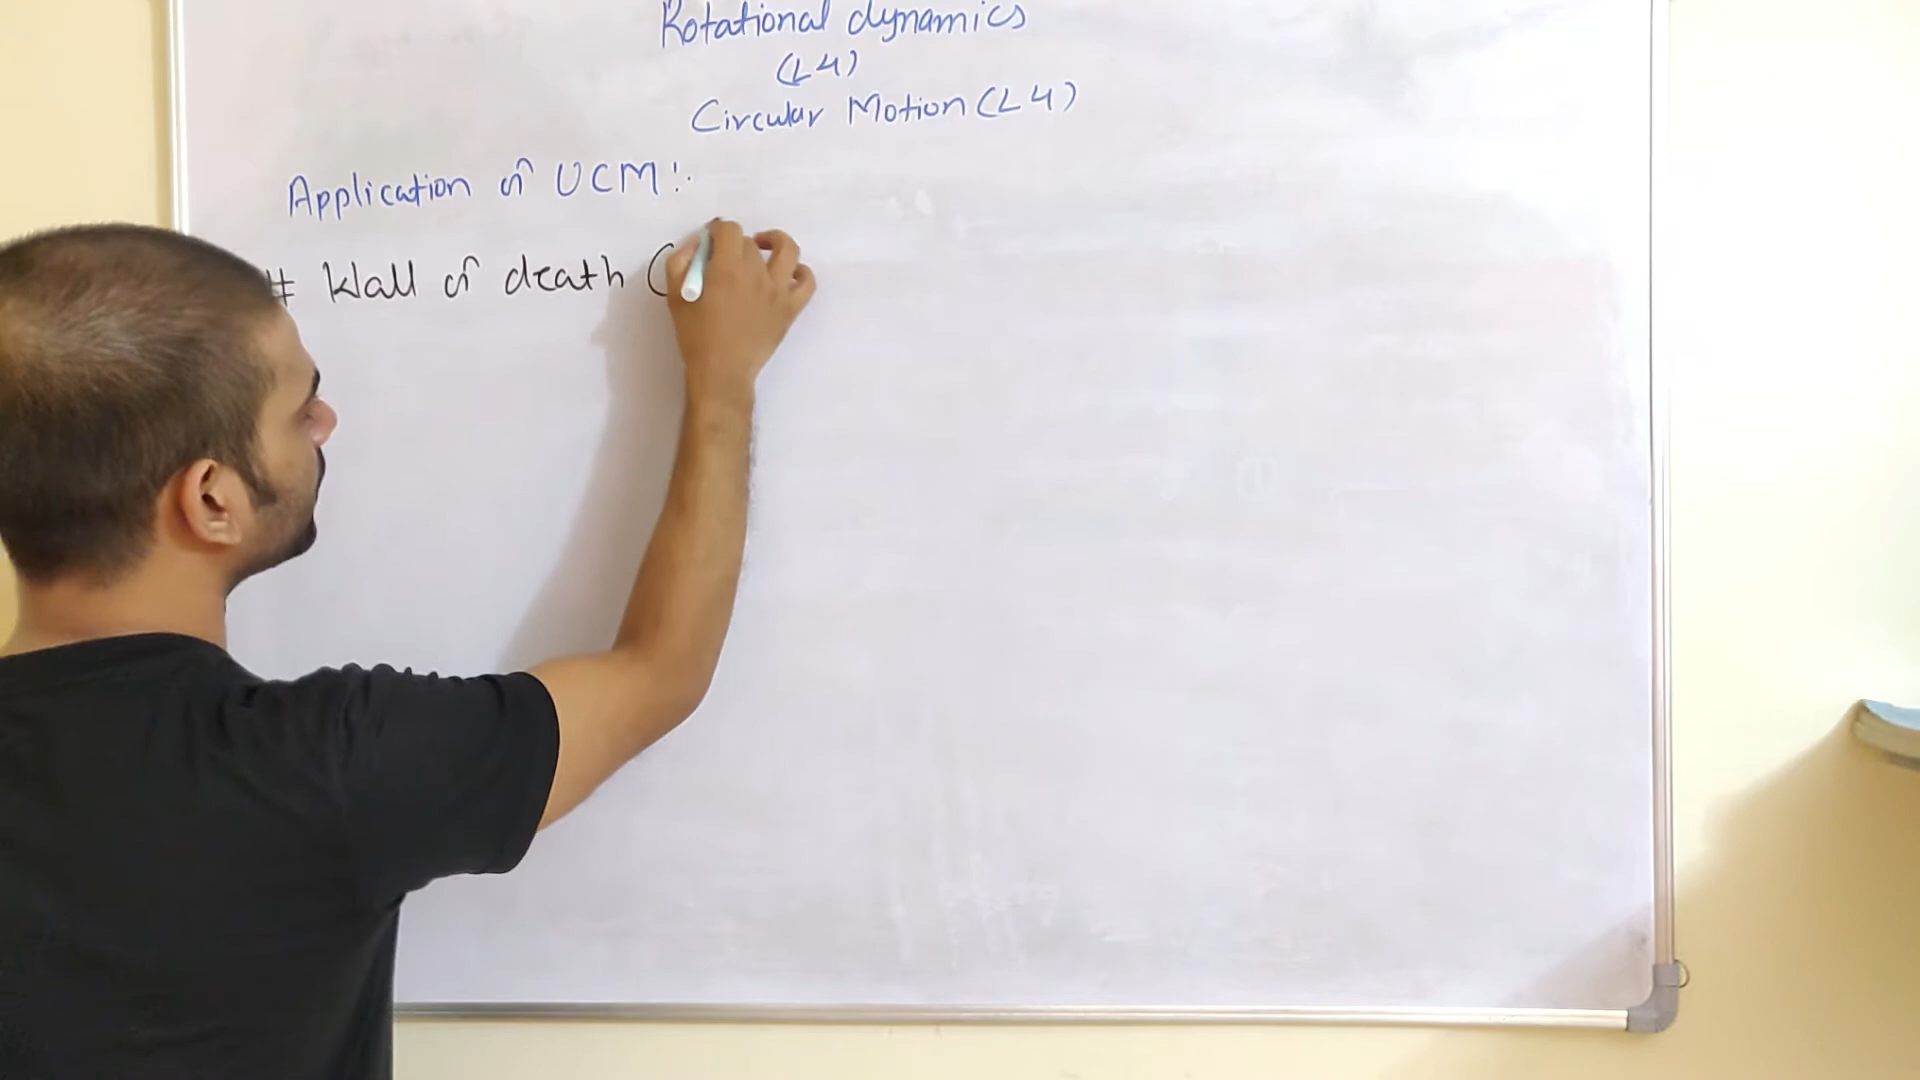 Rotational dynamics
(L4)
Circular Motion (L4)
Application of UCM :-
# Wall of death (